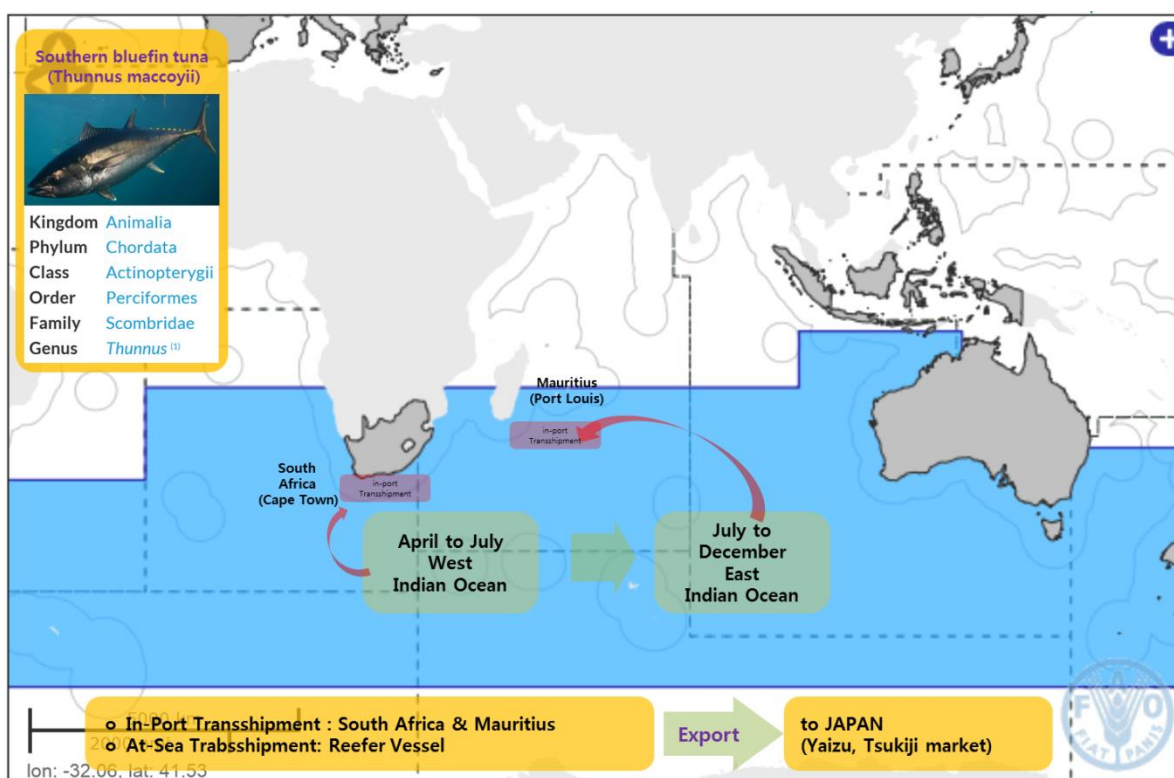 Southern bluefin tuna
(Thunnus maccoyii)
Kingdom Animalia
Phylum Chordata
Class Actinopterygii
Order Perciformes
Family Scombridae
Genus Thunnus (1)
Mauritius
(Port Louis)
in-port
Transshipment
South
Africa
(Cape Town)
in-port
Transshipment
April to July
West
Indian Ocean
July to
December
East
Indian Ocean
o In-Port Transshipment : South Africa & Mauritius
o At-Sea Trabsshipment: Reefer Vessel
Export
to JAPAN
(Yaizu, Tsukiji market)
lon: -32.06, lat: 41.53
F A O
FIAT PANIS